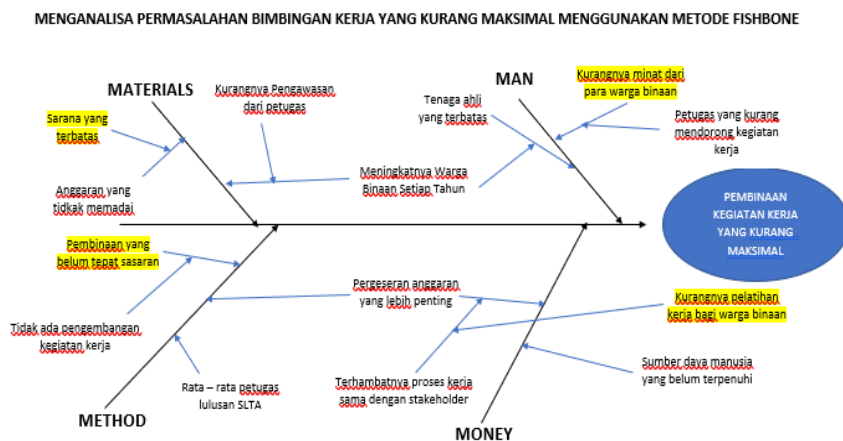 MENGANALISA PERMASALAHAN BIMBINGAN KERJA YANG KURANG MAKSIMAL MENGGUNAKAN METODE FISHBONE
MATERIALS
Kurangnya Pengawasan
dari petugas
Sarana yang
terbatas
Anggaran yang
tidkak memadai
MAN
Kurangnya minat dari
para warga binaan
Tenaga ahli
yang terbatas
Petugas yang kurang
mendorong kegiatan
kerja
Meningkatnya Warga
Binaan Setiap Tahun
PEMBINAAN
KEGIATAN KERJA
YANG KURANG
MAKSIMAL
Pembinaan yang
belum tepat sasaran
Tidak ada pengembangan
kegiatan kerja
Rata – rata petugas
lulusan SLTA
METHOD
Pergeseran anggaran
yang lebih penting
Kurangnya pelatihan
kerja bagi warga binaan
Terhambatnya proses kerja
sama dengan stakeholder
Sumber daya manusia
yang belum terpenuhi
MONEY